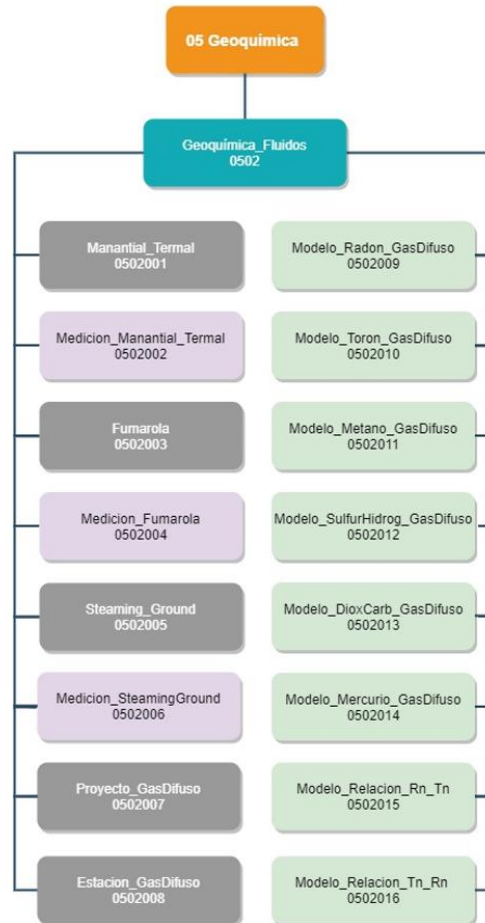 05 Geoquímica
Geoquímica_Fluidos
0502
Manantial_Termal
0502001
Medicion_Manantial_Termal
0502002
Fumarola
0502003
Medicion_Fumarola
0502004
Steaming_Ground
0502005
Medicion_SteamingGround
0502006
Proyecto_GasDifuso
0502007
Estacion_GasDifuso
0502008
Modelo_Radon_GasDifuso
0502009
Modelo_Toron_GasDifuso
0502010
Modelo_Metano_GasDifuso
0502011
Modelo_SulfurHidrog_GasDifuso
0502012
Modelo_DioxCarb_GasDifuso
0502013
Modelo_Mercurio_GasDifuso
0502014
Modelo_Relacion_Rn_Tn
0502015
Modelo_Relacion_Tn_Rn
0502016